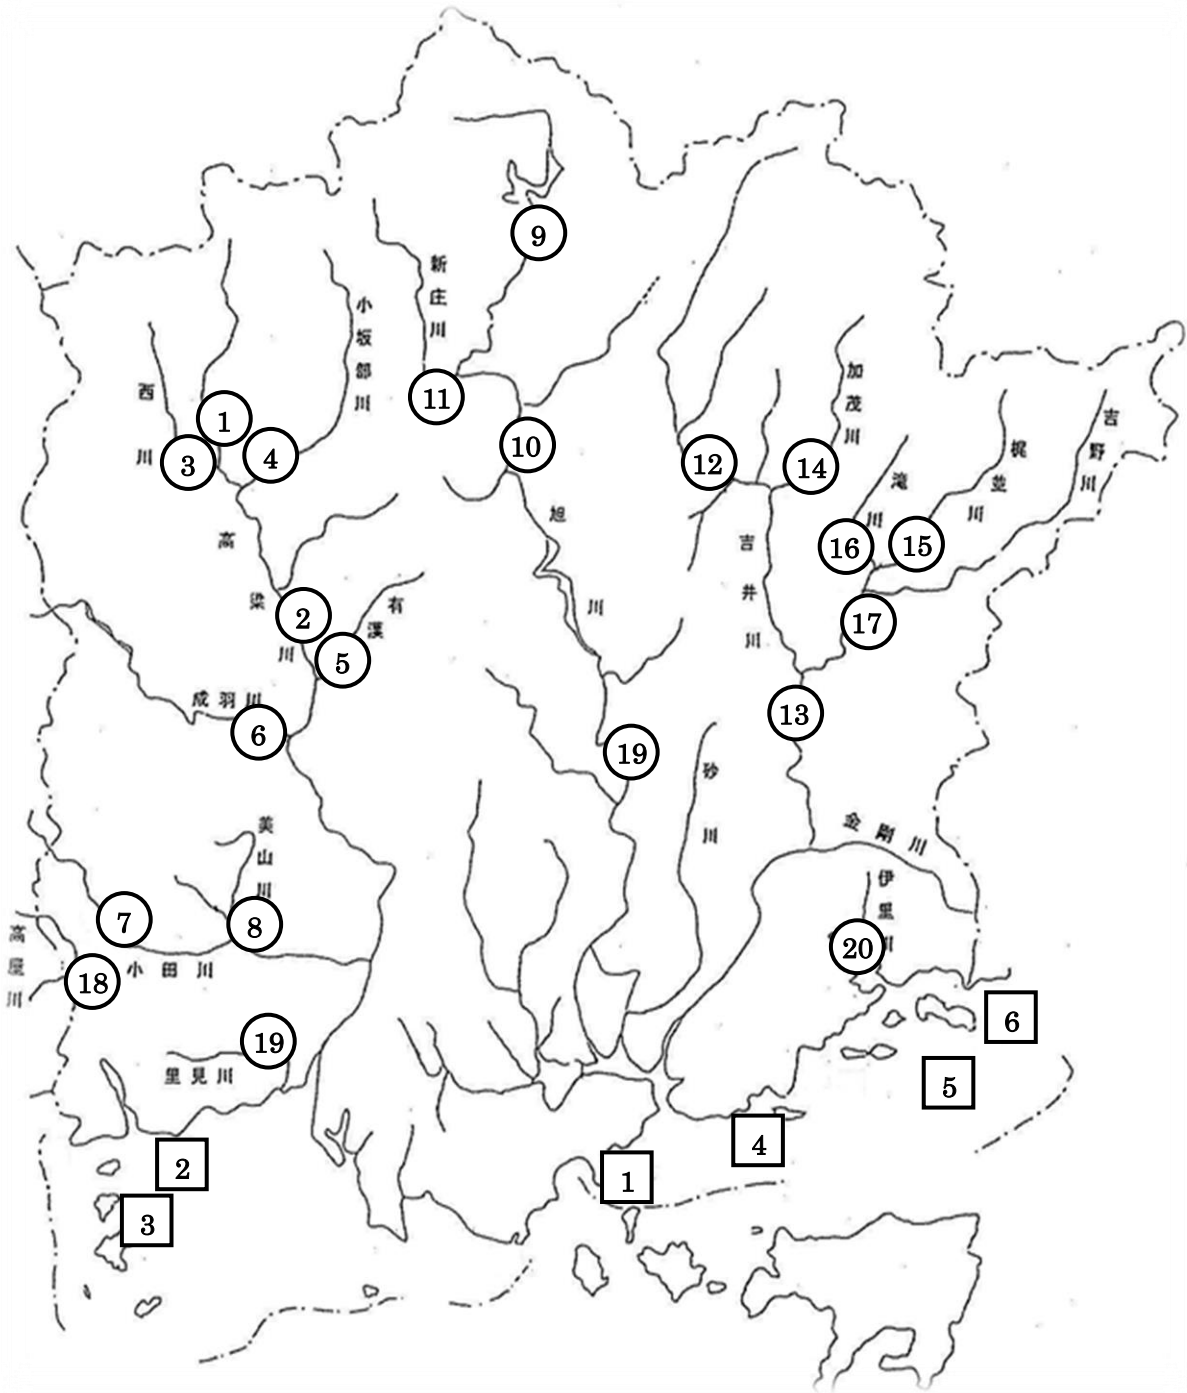 9
新庄川
小坂部川
西川
1
3
4
11
10
12
14
加茂川
吉野川
梶並川
滝川
16
15
17
高梁川
2
5
有漢
旭川
吉井川
13
成羽川
6
19
砂川
金剛川
伊里川
20
美山川
7
8
高屋川
18
小田川
19
里見川
6
5
4
1
2
3